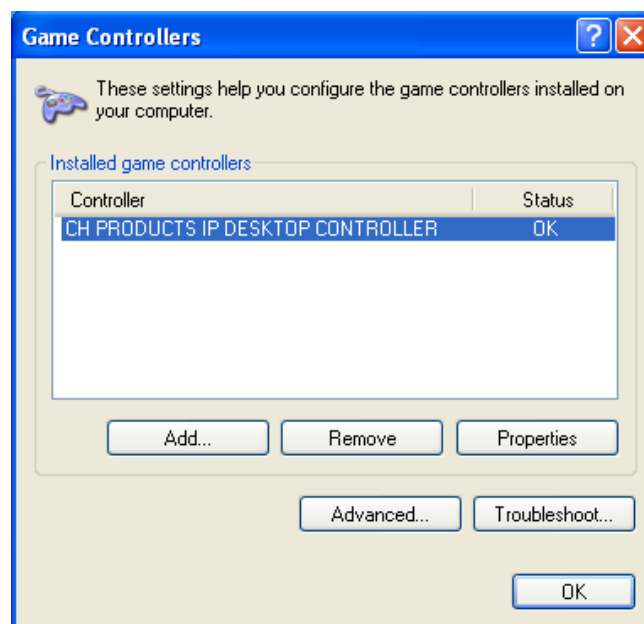 Game Controllers
These settings help you configure the game controllers installed on
your computer.
Installed game controllers
Controller Status
CH PRODUCTS IP DESKTOP CONTROLLER OK
Add... Remove Properties
Advanced... Troubleshoot...
OK